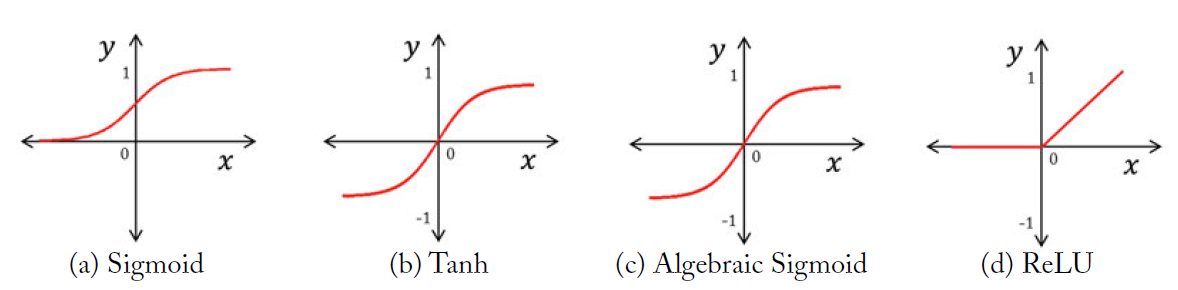 y
1
0
x
(a) Sigmoid
y
1
0
x
-1
(b) Tanh
y
1
0
x
-1
(c) Algebraic Sigmoid
y
1
0
x
-1
(d) ReLU